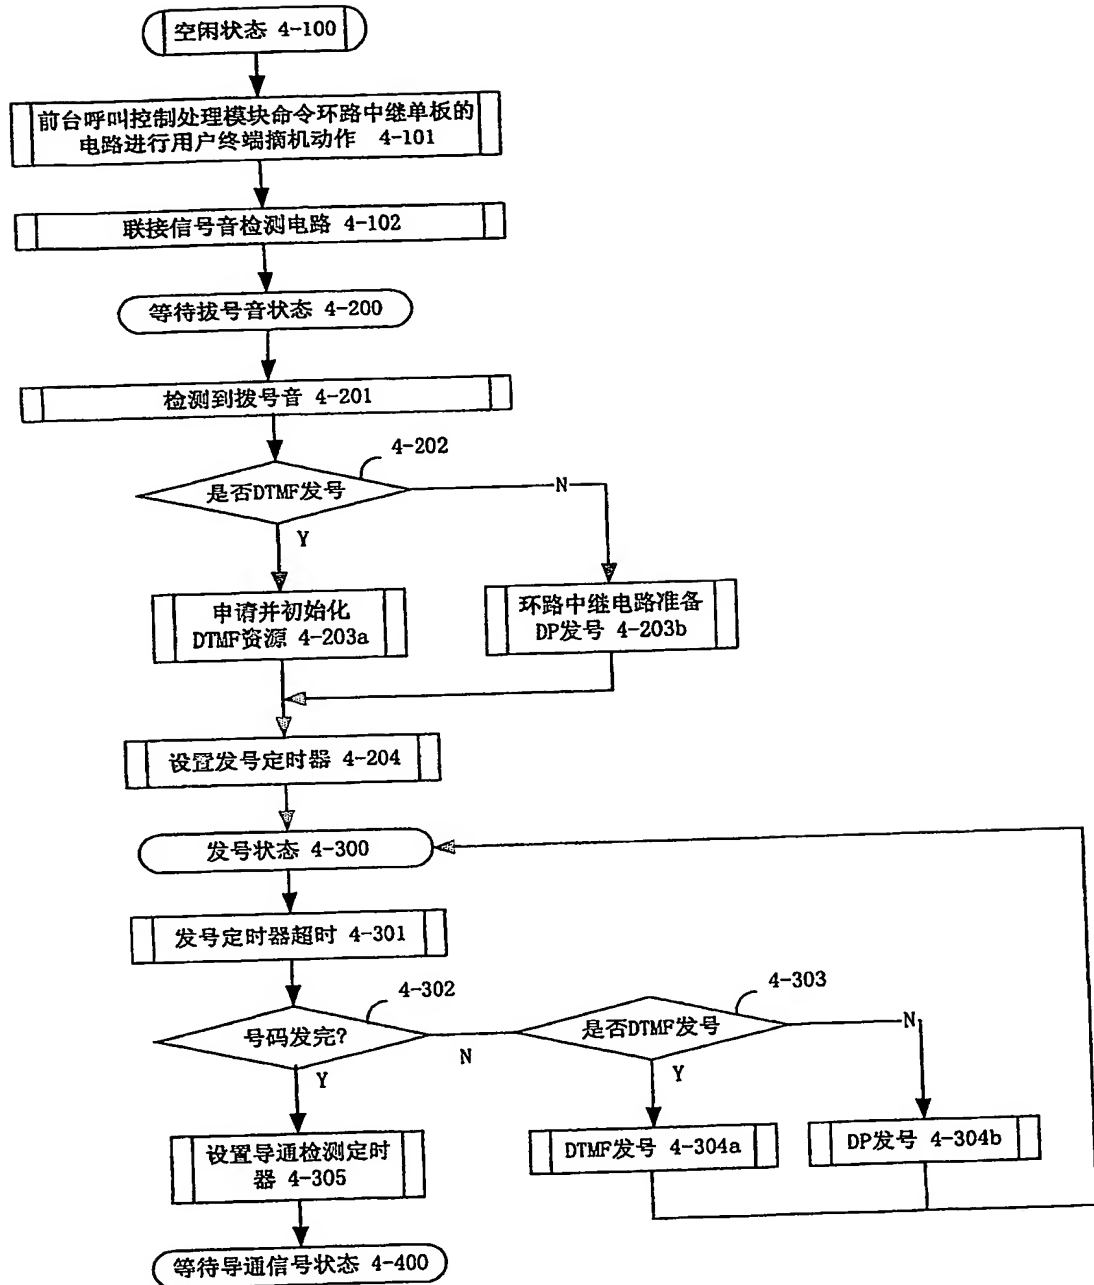 空闲状态 4-100
前台呼叫控制处理模块命令环路中继单板的
电路进行用户终端摘机动作 4-101
联接信号音检测电路 4-102
等待拔号音状态 4-200
检测到拨号音 4-201
4-202
是否DTMF发号
N
Y
申请并初始化
DTMF资源 4-203a
环路中继电路准备
DP发号 4-203b
设置发号定时器 4-204
发号状态 4-300
发号定时器超时 4-301
4-302
号码发完?
N
Y
4-303
是否DTMF发号
N
Y
设置导通检测定时
器 4-305
DTMF发号 4-304a
DP发号 4-304b
等待导通信号状态 4-400